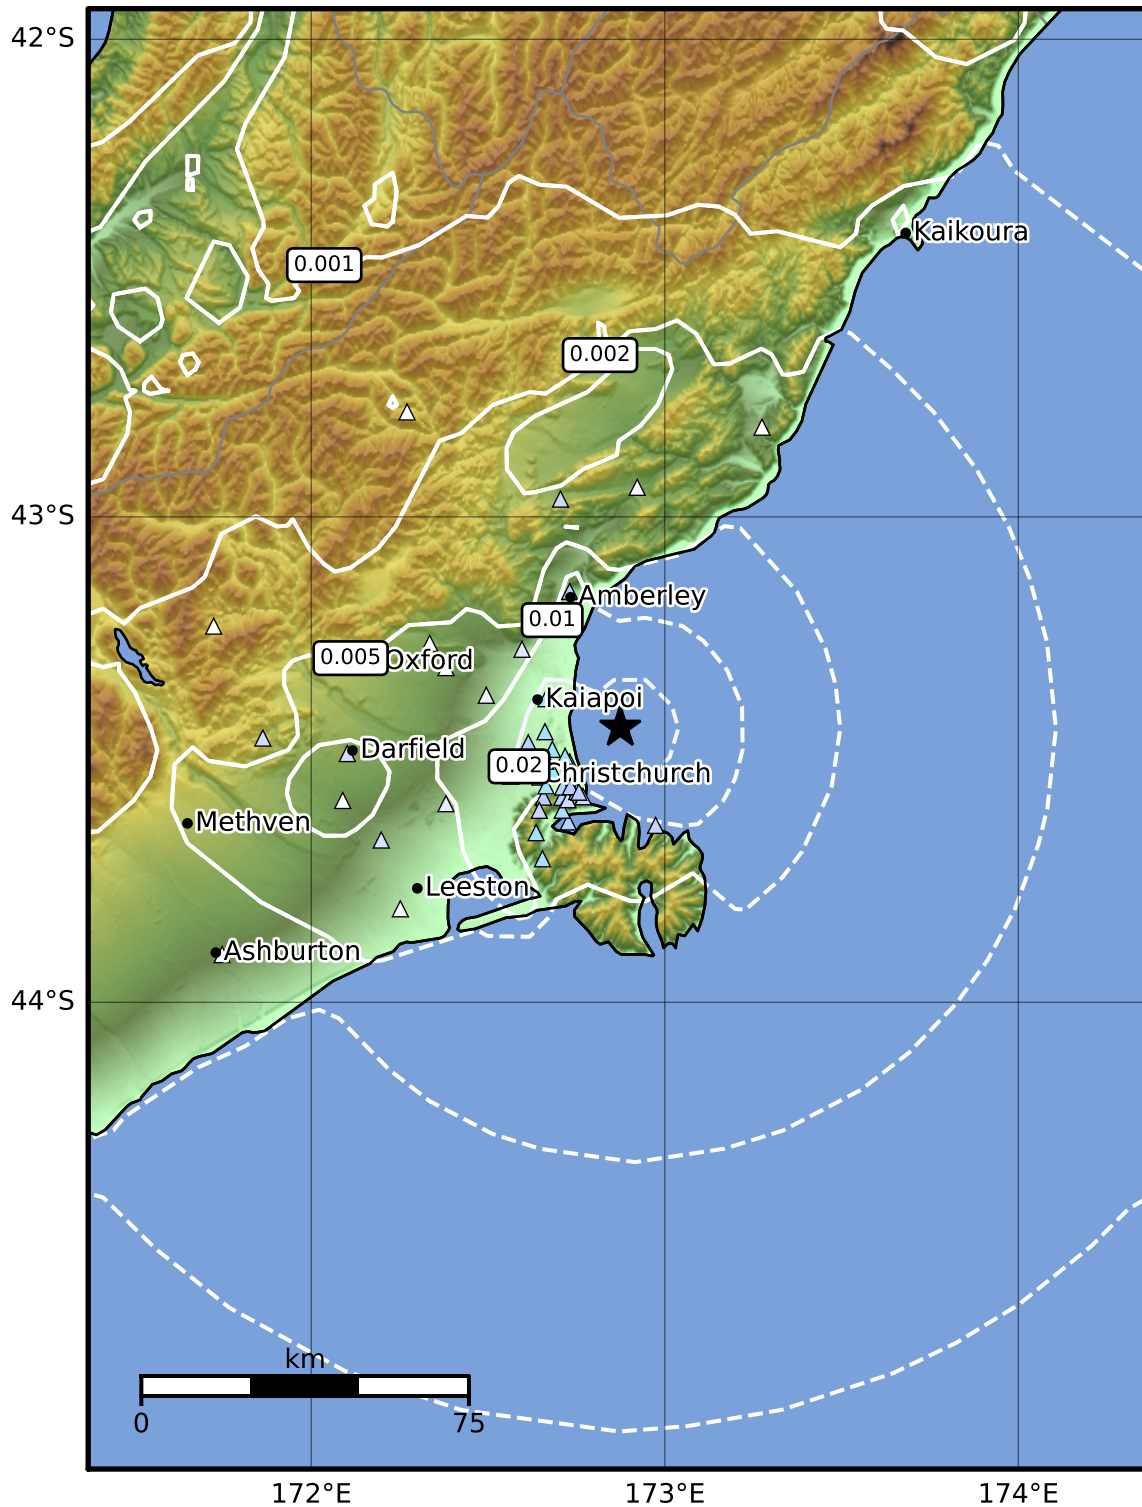 42°S
Kaikoura
0.001
0.002
43°S
Amberley
0.01
0.005
Oxford
Kaiapoi
Darfield
0.02
Christchurch
Methven
Leeston
Ashburton
44°S
km
0
75
172°E
173°E
174°E